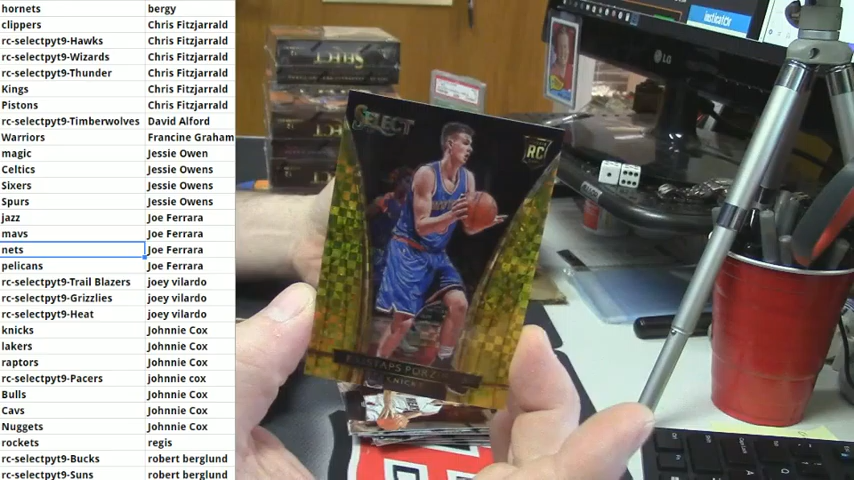 hornets bergy
clippers Chris Fitzjarrald
rc-selectpyt9-Hawks Chris Fitzjarrald
rc-selectpyt9-Wizards Chris Fitzjarrald
rc-selectpyt9-Thunder Chris Fitzjarrald
Kings Chris Fitzjarrald
Pistons Chris Fitzjarrald
rc-selectpyt9-Timberwolves David Alford
Warriors Francine Graham
magic Jessie Owen
Celtics Jessie Owens
Sixers Jessie Owens
Spurs Jessie Owens
jazz Joe Ferrara
mavs Joe Ferrara
nets Joe Ferrara
pelicans Joe Ferrara
rc-selectpyt9-Trail Blazers joey vilardo
rc-selectpyt9-Grizzlies joey vilardo
rc-selectpyt9-Heat joey vilardo
knicks Johnnie Cox
lakers Johnnie Cox
raptors Johnnie Cox
rc-selectpyt9-Pacers johnnie cox
Bulls Johnnie Cox
Cavs Johnnie Cox
Nuggets Johnnie Cox
rockets regis
rc-selectpyt9-Bucks robert berglund
rc-selectpyt9-Suns robert berglund
SELECT
RC
LG
SELECT